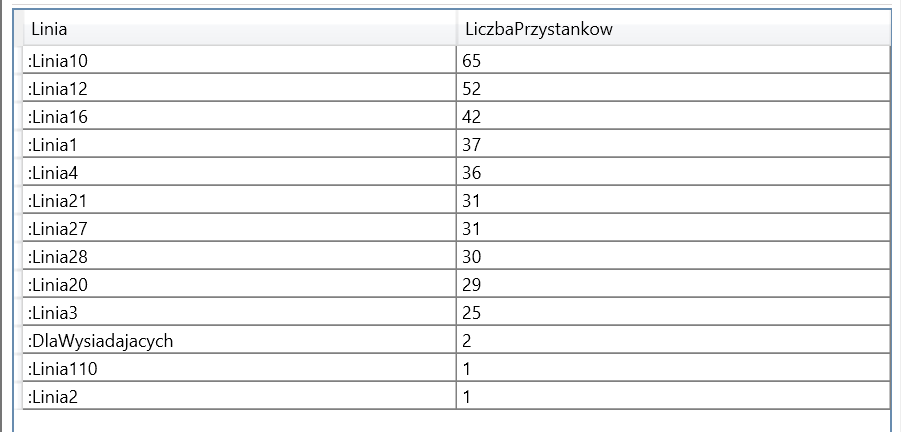 Linia LiczbaPrzystankow
:Linia10 65
:Linia12 52
:Linia16 42
:Linia1 37
:Linia4 36
:Linia21 31
:Linia27 31
:Linia28 30
:Linia20 29
:Linia3 25
:DlaWysiadajacych 2
:Linia110 1
:Linia2 1